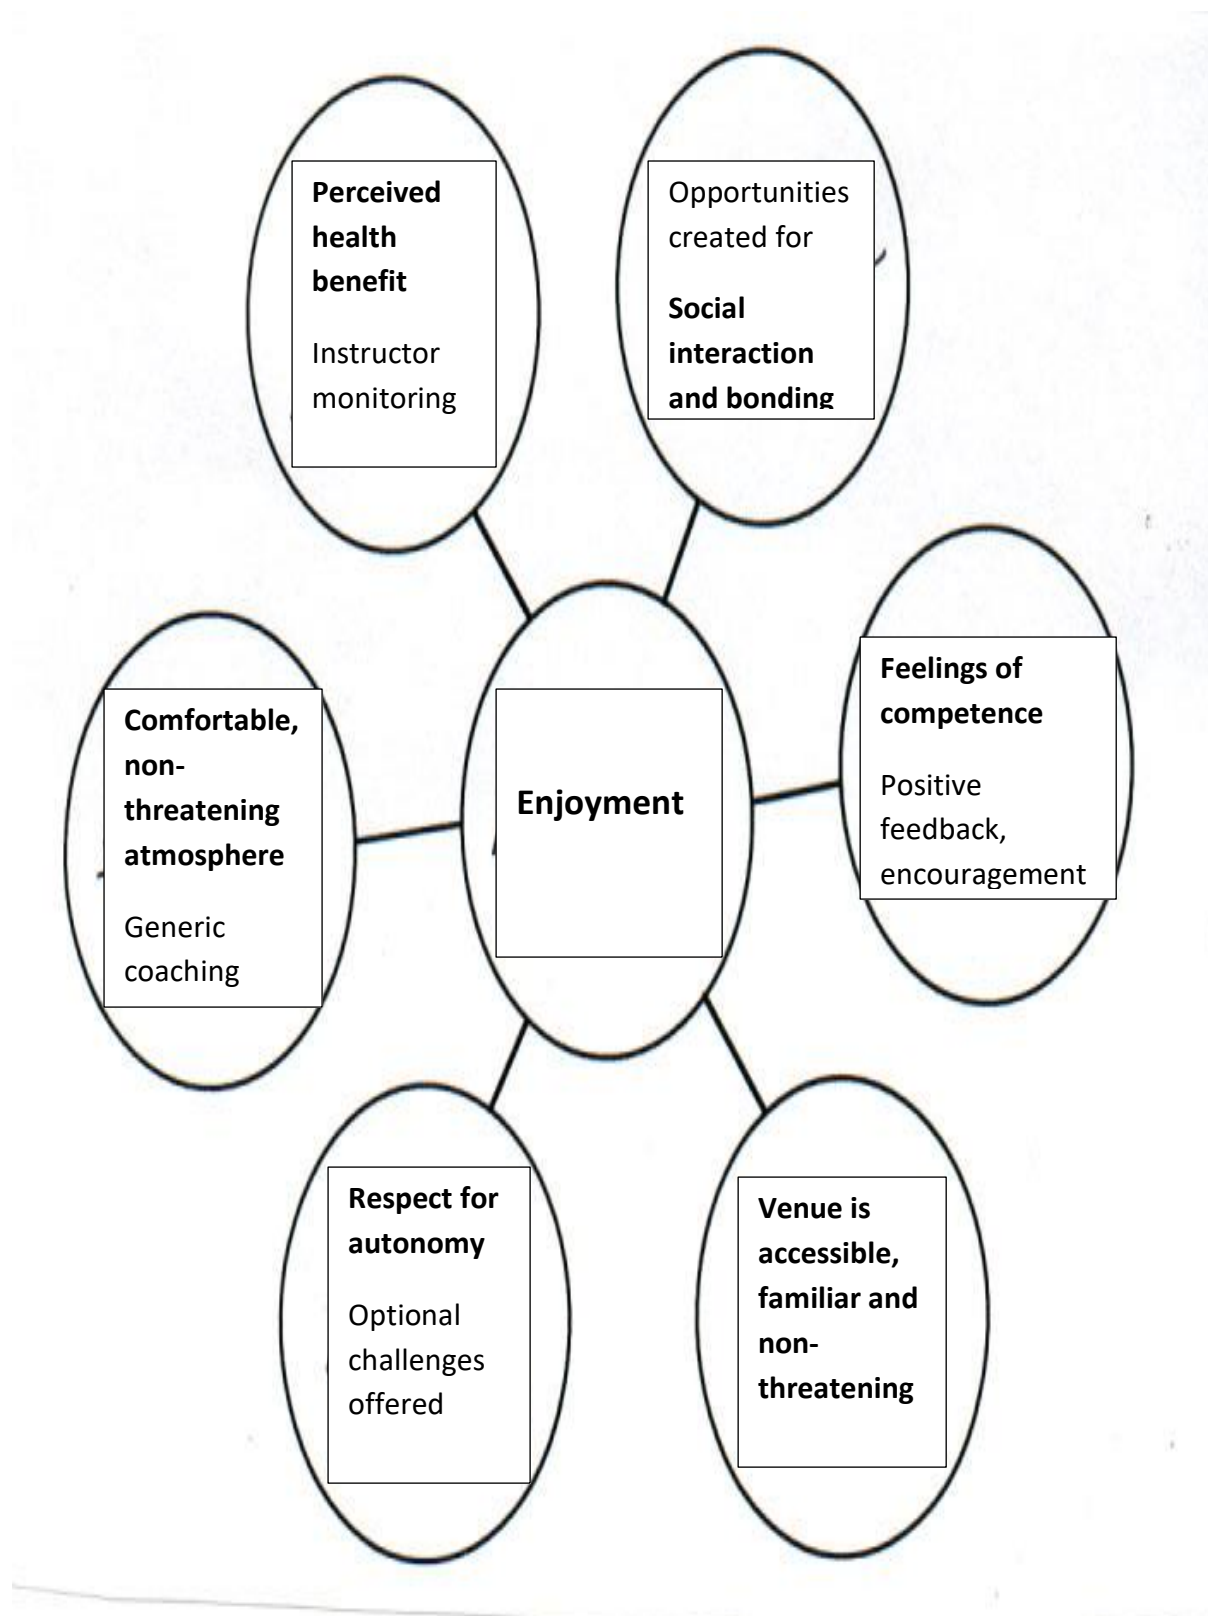 Perceived
health
benefit
Instructor
monitoring
Opportunities
created for
Social
interaction
and bonding
Feelings of
competence
Positive
feedback,
encouragement
Comfortable,
non-
threatening
atmosphere
Generic
coaching
Enjoyment
Respect for
autonomy
Optional
challenges
offered
Venue is
accessible,
familiar and
non-
threatening